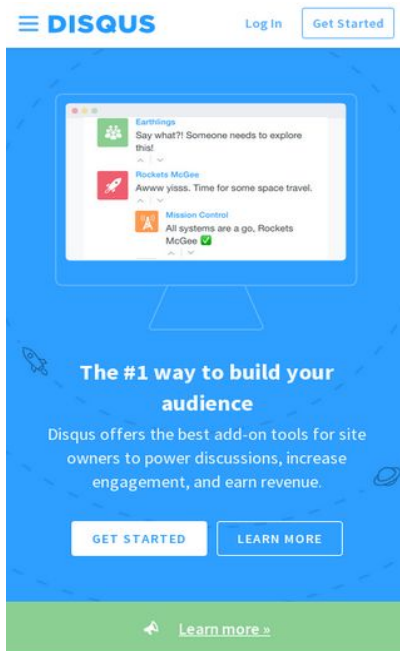 DISQUS
Log In
Get Started
Earthlings
Say what?! Someone needs to explore
this!
Rockets McGee
Awww yisss. Time for some space travel.
Mission Control
All systems are a go, Rockets
McGee ✅
The #1 way to build your
audience
Disqus offers the best add-on tools for site
owners to power discussions, increase
engagement, and earn revenue.
GET STARTED
LEARN MORE
Learn more »